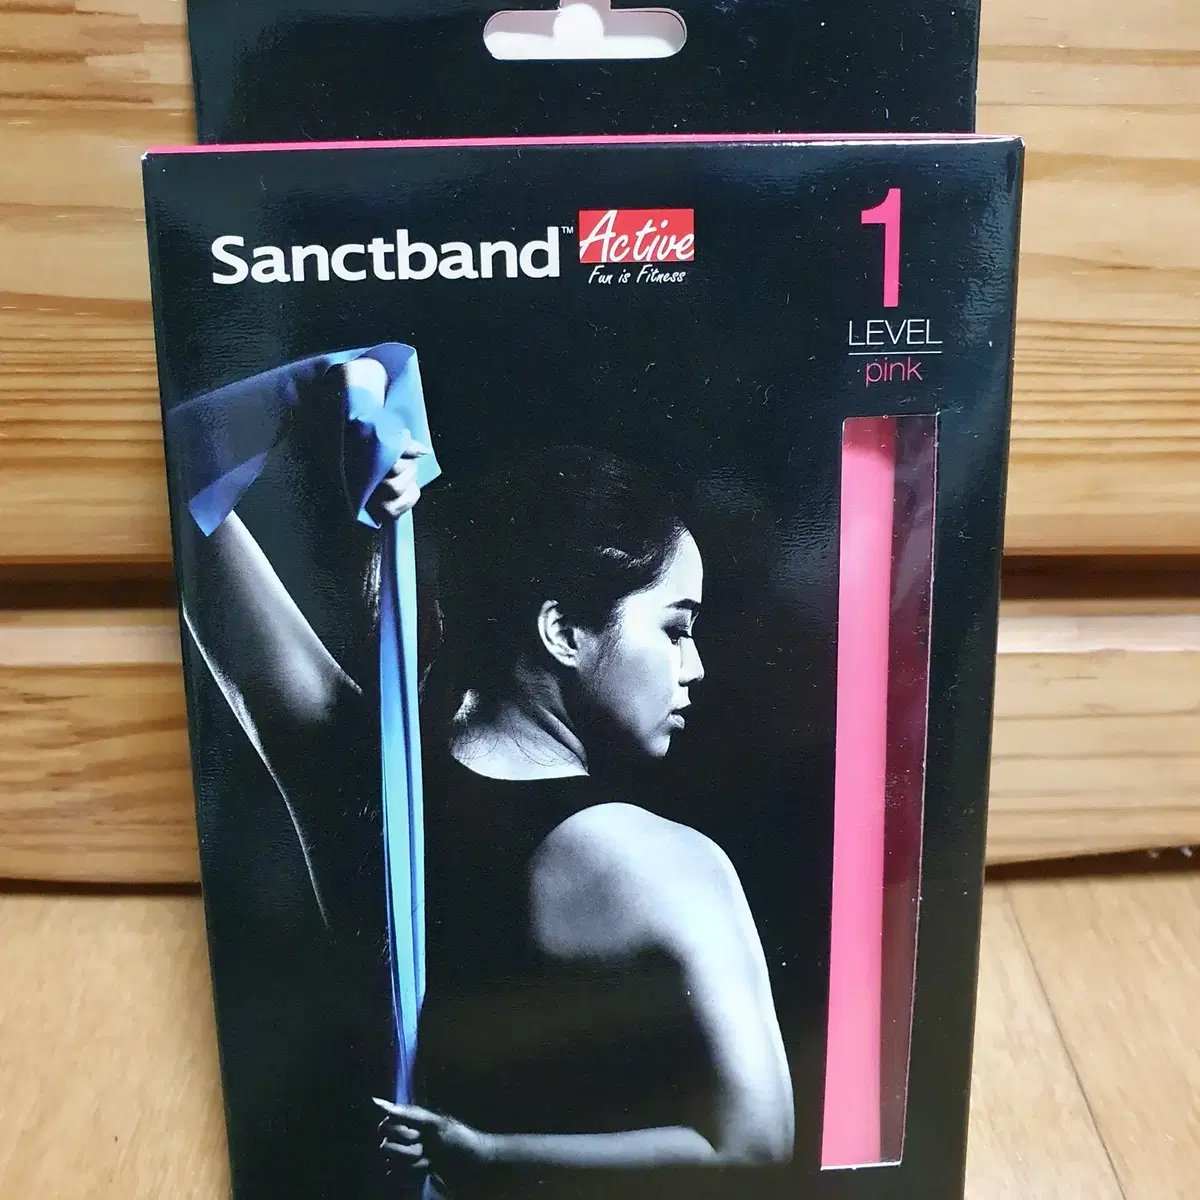 Sanctband™
Active
Fun is Fitness
1
LEVEL
pink